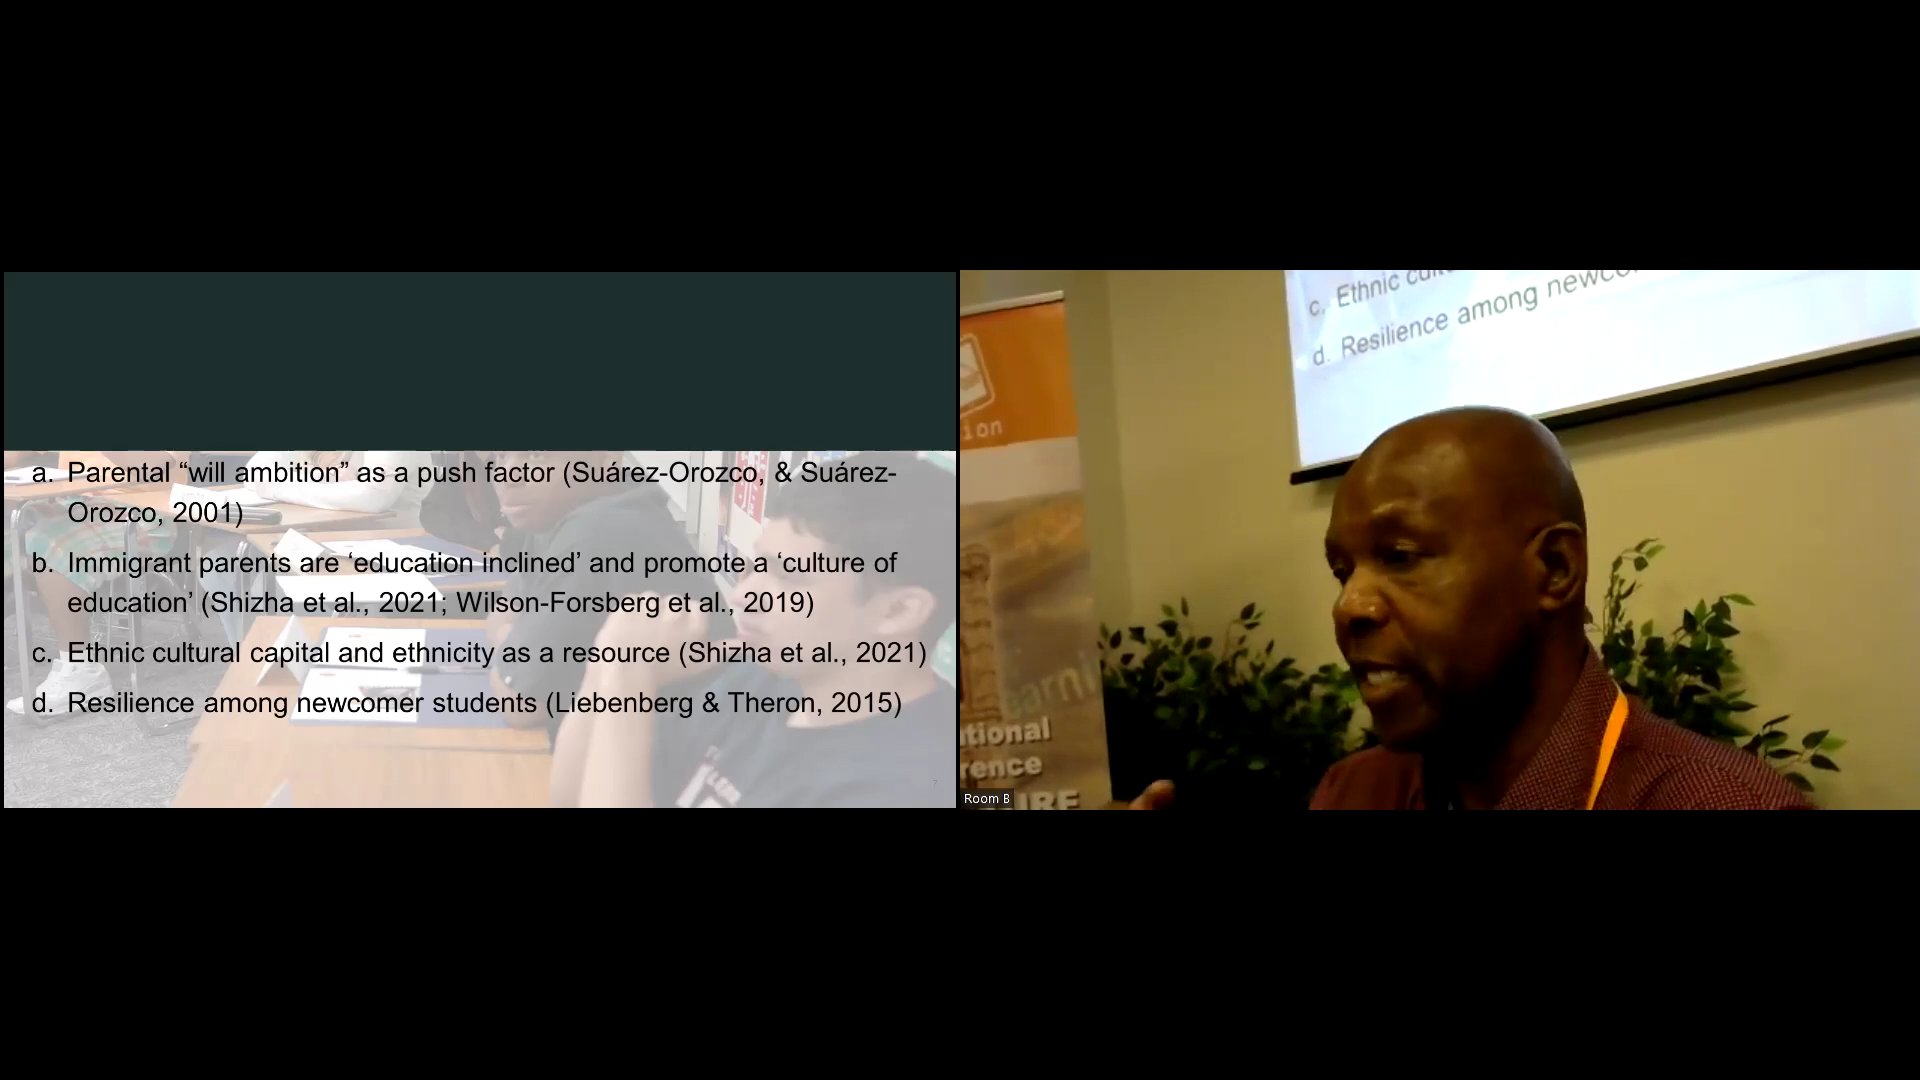 a. Parental “will ambition” as a push factor (Suárez-Orozco, & Suárez-
Orozco, 2001)
b. Immigrant parents are ‘education inclined’ and promote a ‘culture of
education’ (Shizha et al., 2021; Wilson-Forsberg et al., 2019)
c. Ethnic cultural capital and ethnicity as a resource (Shizha et al., 2021)
d. Resilience among newcomer students (Liebenberg & Theron, 2015)
c. Ethnic
d. Resilience among
ion
tional
rence
Room B